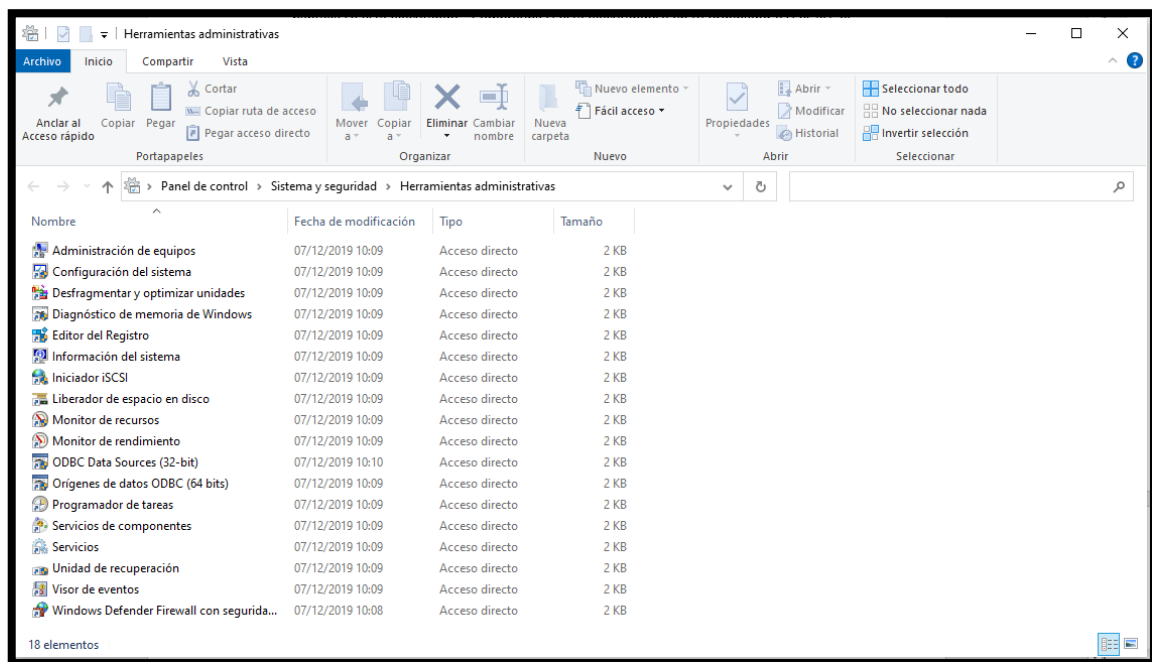 Herramientas administrativas
Archivo Inicio Compartir Vista
Anclar al Acceso rápido
Copiar
Pegar
Cortar
Copiar ruta de acceso
Pegar acceso directo
Portapapeles
Mover a
Copiar a
Eliminar
Cambiar nombre
Organizar
Nueva carpeta
Nuevo elemento
Fácil acceso
Nuevo
Propiedades
Abrir
Modificar
Historial
Abrir
Seleccionar todo
No seleccionar nada
Invertir selección
Seleccionar
Panel de control > Sistema y seguridad > Herramientas administrativas
Nombre Fecha de modificación Tipo Tamaño
Administración de equipos 07/12/2019 10:09 Acceso directo 2 KB
Configuración del sistema 07/12/2019 10:09 Acceso directo 2 KB
Desfragmentar y optimizar unidades 07/12/2019 10:09 Acceso directo 2 KB
Diagnóstico de memoria de Windows 07/12/2019 10:09 Acceso directo 2 KB
Editor del Registro 07/12/2019 10:09 Acceso directo 2 KB
Información del sistema 07/12/2019 10:09 Acceso directo 2 KB
Iniciador iSCSI 07/12/2019 10:09 Acceso directo 2 KB
Liberador de espacio en disco 07/12/2019 10:09 Acceso directo 2 KB
Monitor de recursos 07/12/2019 10:09 Acceso directo 2 KB
Monitor de rendimiento 07/12/2019 10:09 Acceso directo 2 KB
ODBC Data Sources (32-bit) 07/12/2019 10:10 Acceso directo 2 KB
Orígenes de datos ODBC (64 bits) 07/12/2019 10:09 Acceso directo 2 KB
Programador de tareas 07/12/2019 10:09 Acceso directo 2 KB
Servicios de componentes 07/12/2019 10:09 Acceso directo 2 KB
Servicios 07/12/2019 10:09 Acceso directo 2 KB
Unidad de recuperación 07/12/2019 10:09 Acceso directo 2 KB
Visor de eventos 07/12/2019 10:09 Acceso directo 2 KB
Windows Defender Firewall con segurida... 07/12/2019 10:08 Acceso directo 2 KB
18 elementos